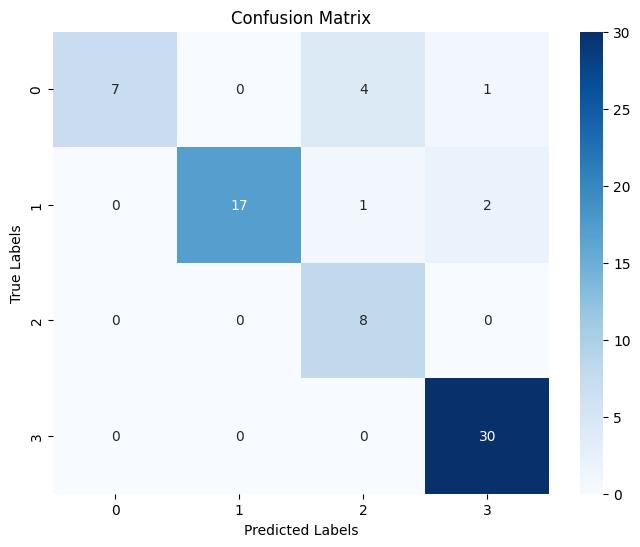 Confusion Matrix
True Labels
0 7 0 4 1
1 0 17 1 2
2 0 0 8 0
3 0 0 0 30
0 1 2 3
Predicted Labels
30
25
20
15
10
5
0